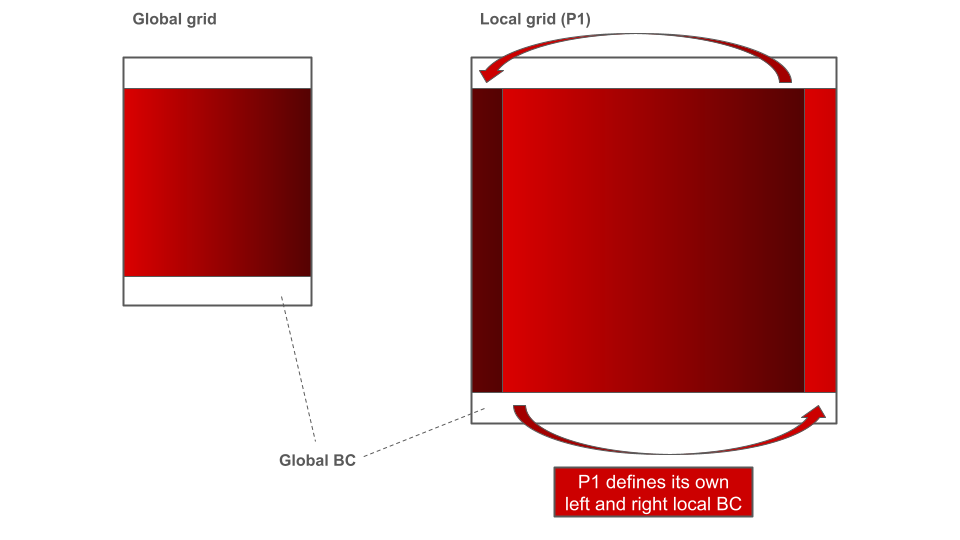 Global grid
Local grid (P1)
Global BC
P1 defines its own
left and right local BC